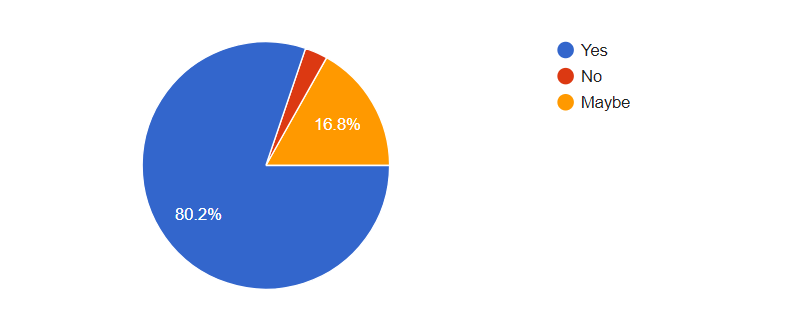 Yes
No
Maybe
16.8%
80.2%